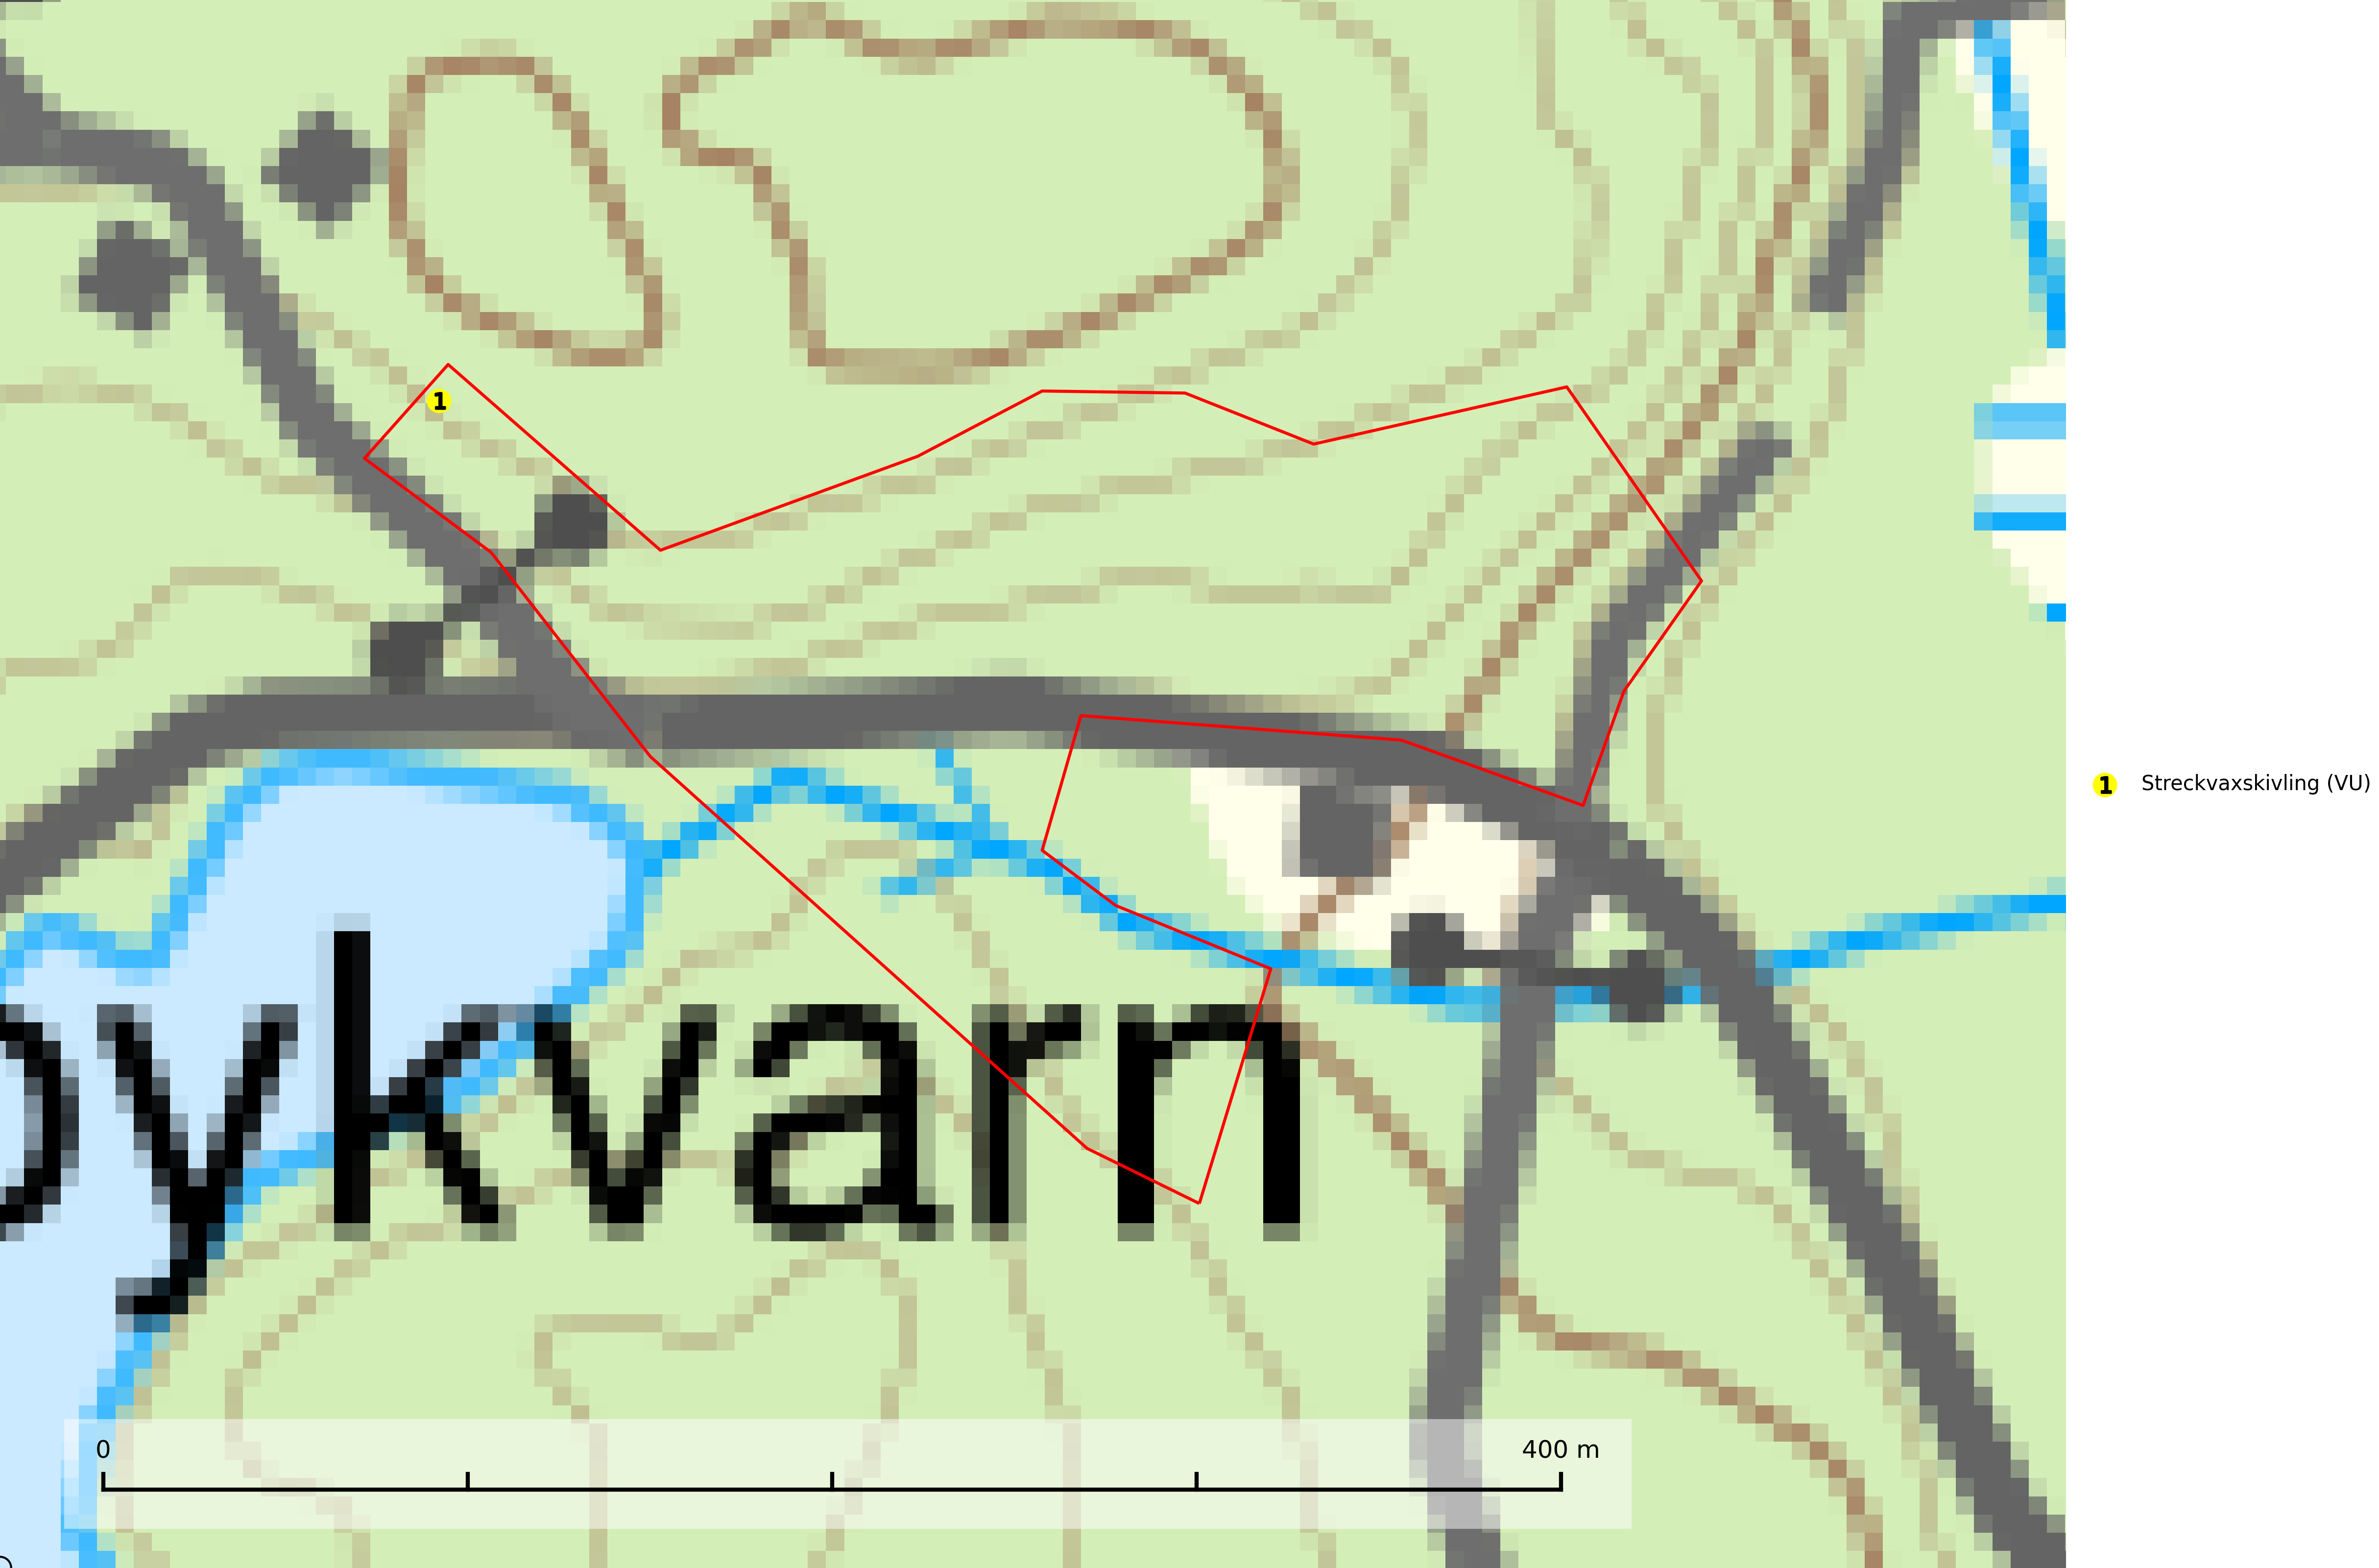 1
1 Streckvaxskivling (VU)
ykvarn
0 400 m